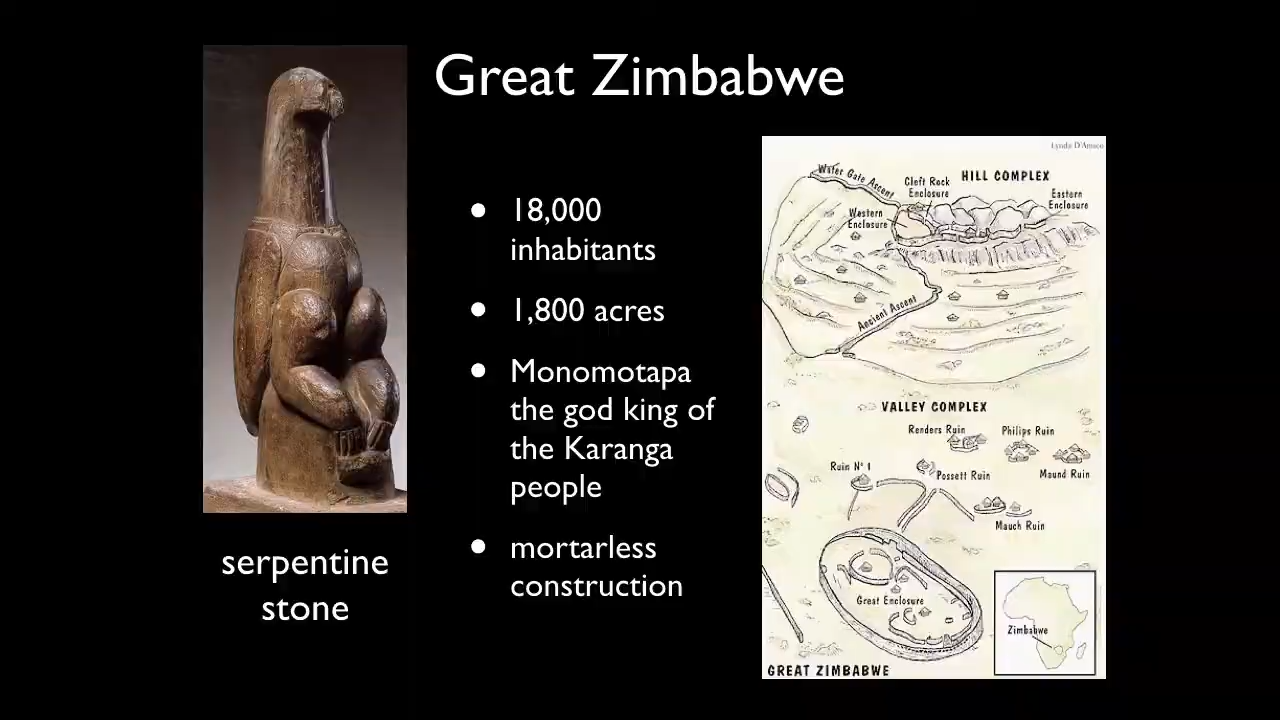 Great Zimbabwe
18,000
inhabitants
1,800 acres
Monomotapa
the god king of
the Karanga
people
mortarless
construction
serpentine
stone
Lynda D'Amico
Water Gate Ascent
Cleft Rock
Enclosure
HILL COMPLEX
Eastern
Enclosure
Western
Enclosure
Ancient Ascent
VALLEY COMPLEX
Renders Ruin
Philips Ruin
Ruin Nº 1
Possett Ruin
Maund Ruin
Mauch Ruin
Great Enclosure
Zimbabwe
GREAT ZIMBABWE